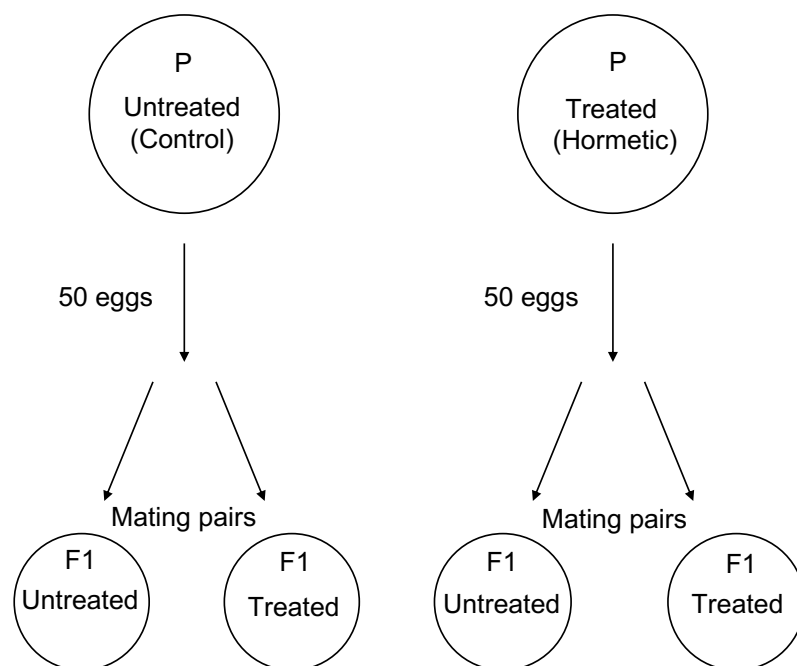 P
Untreated
(Control)
P
Treated
(Hormetic)
50 eggs
50 eggs
Mating pairs
Mating pairs
F1
Untreated
F1
Treated
F1
Untreated
F1
Treated